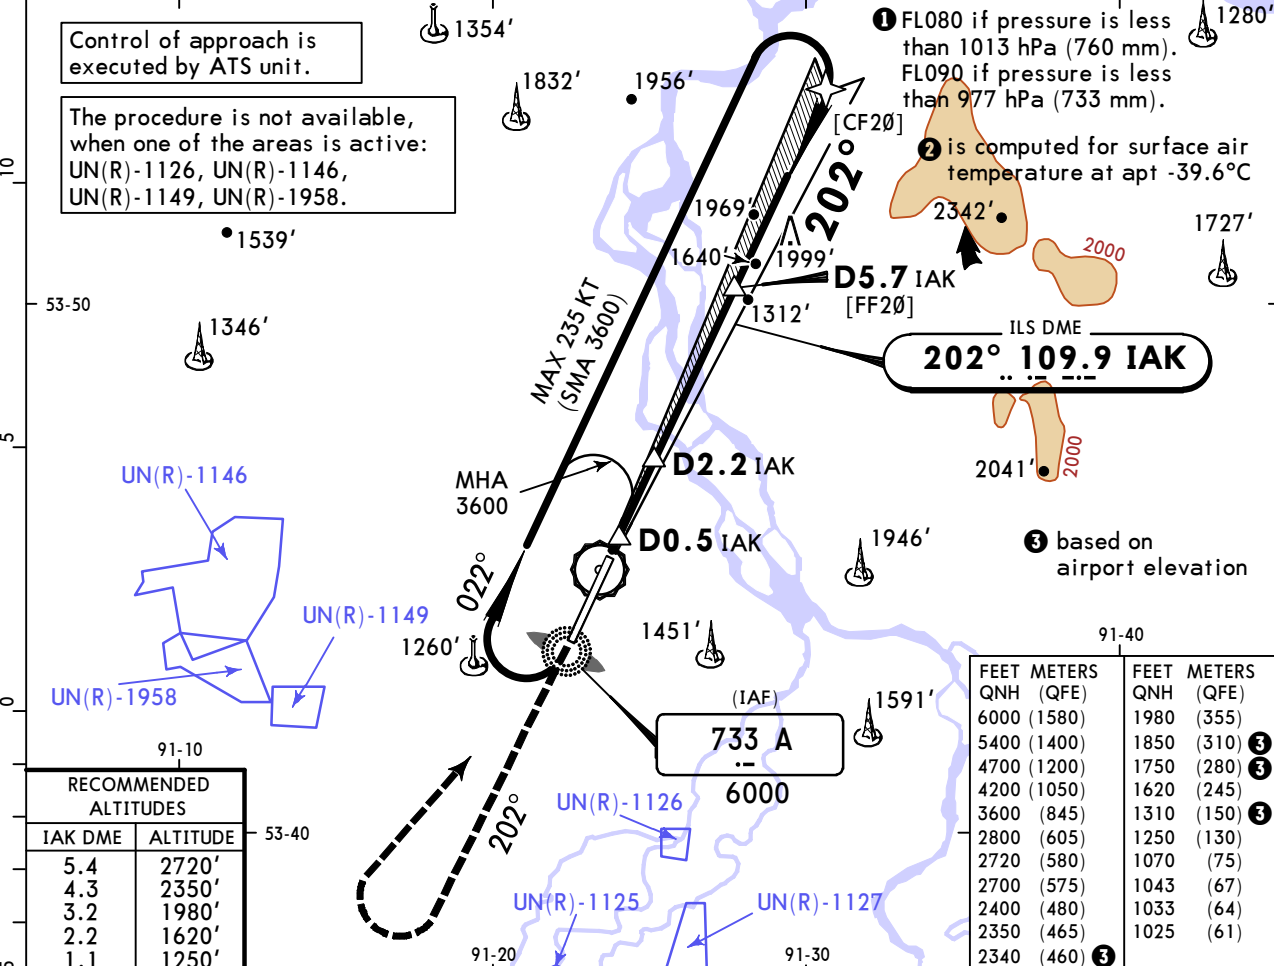 Control of approach is
executed by ATS unit.
The procedure is not available,
when one of the areas is active:
UN(R)-1126, UN(R)-1146,
UN(R)-1149, UN(R)-1958.
1354'
1832'
1956'
1539'
1346'
1280'
1 FL080 if pressure is less
than 1013 hPa (760 mm).
FL090 if pressure is less
than 977 hPa (733 mm).
2 is computed for surface air
temperature at apt -39.6°C
[CF20]
202°
2342'
1727'
2000
1969'
1640'
1999'
1312'
D5.7 IAK
[FF20]
10
53-50
5
0
MAX 235 KT
(SMA 3600)
ILS DME
202° 109.9 IAK
2041'
2000
D2.2 IAK
MHA
3600
D0.5 IAK
022°
1946'
3 based on
airport elevation
UN(R)-1146
UN(R)-1149
UN(R)-1958
1260'
1451'
1591'
91-40
91-10
(IAF)
733 A
6000
202°
UN(R)-1126
UN(R)-1125
UN(R)-1127
53-40
91-20
91-30
RECOMMENDED
ALTITUDES
IAK DME ALTITUDE
5.4 2720'
4.3 2350'
3.2 1980'
2.2 1620'
1.1 1250'
FEET METERS FEET METERS
QNH (QFE) QNH (QFE)
6000 (1580) 1980 (355)
5400 (1400) 1850 (310) 3
4700 (1200) 1750 (280) 3
4200 (1050) 1620 (245)
3600 (845) 1310 (150) 3
2800 (605) 1250 (130)
2720 (580) 1070 (75)
2700 (575) 1043 (67)
2400 (480) 1033 (64)
2350 (465) 1025 (61)
2340 (460) 3